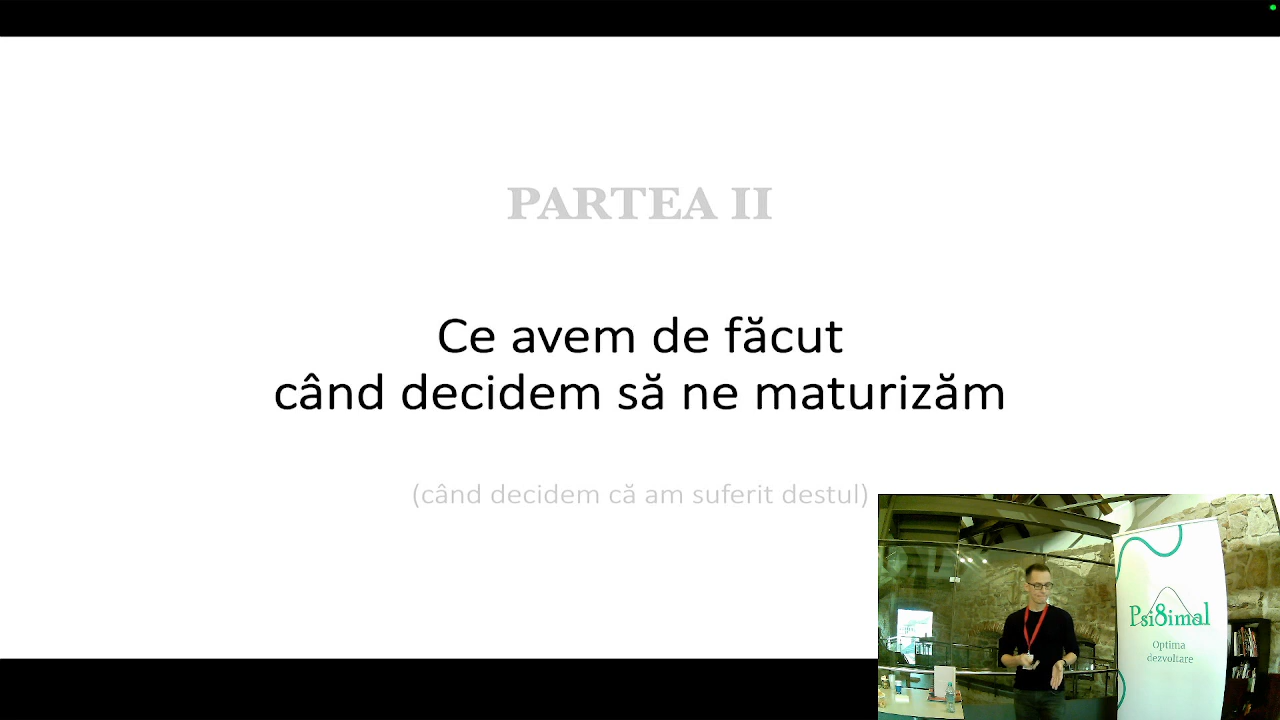 PARTEA II
Ce avem de făcut
când decidem să ne maturizăm
(când decidem că am suferit destul)
Psi8imal
Optima
dezvoltare